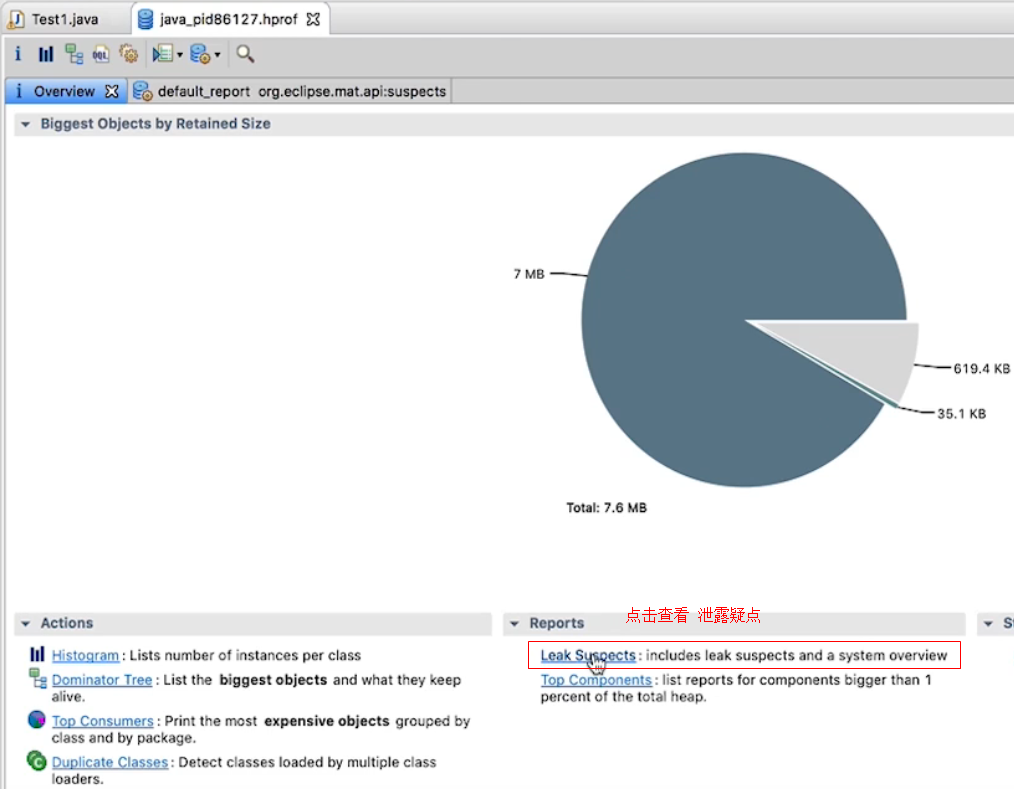 Test1.java java_pid86127.hprof
Overview default_report org.eclipse.mat.api:suspects
Biggest Objects by Retained Size
7 MB
619.4 KB
35.1 KB
Total: 7.6 MB
Actions
Histogram : Lists number of instances per class
Dominator Tree : List the biggest objects and what they keep
alive.
Top Consumers : Print the most expensive objects grouped by
class and by package.
Duplicate Classes : Detect classes loaded by multiple class
loaders.
Reports 点击查看 泄露疑点
Leak Suspects : includes leak suspects and a system overview
Top Components : list reports for components bigger than 1
percent of the total heap.